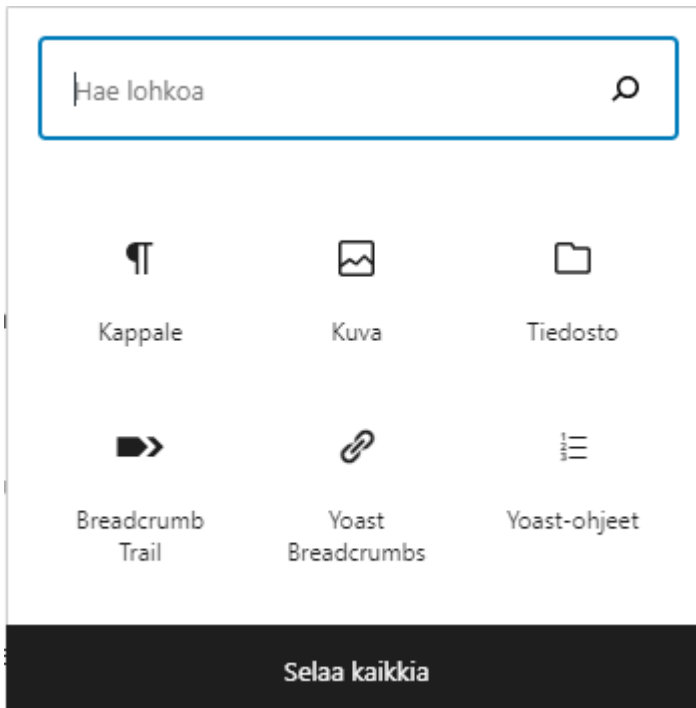 Hae lohkoa
Kappale
Kuva
Tiedosto
Breadcrumb
Trail
Yoast
Breadcrumbs
Yoast-ohjeet
Selaa kaikkia